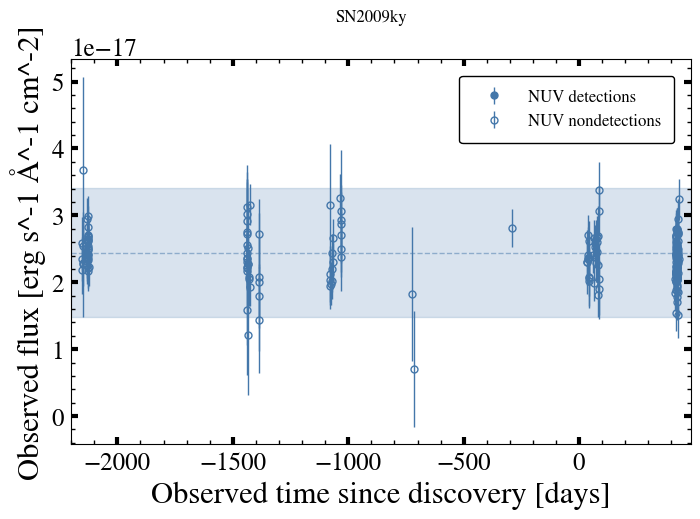 SN2009ky
1e−17
Observed flux [erg s^-1 Å^-1 cm^-2]
5
4
3
2
1
0
NUV detections
NUV nondetections
−2000 −1500 −1000 −500 0
Observed time since discovery [days]